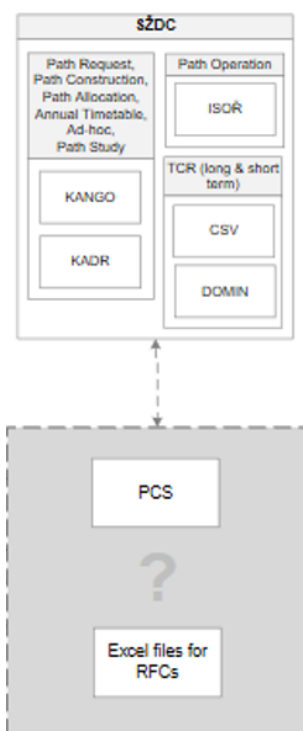 SŽDC
Path Request,
Path Construction,
Path Allocation,
Annual Timetable,
Ad-hoc,
Path Study
KANGO
KADR
Path Operation
ISOŘ
TCR (long & short
term)
CSV
DOMIN
PCS
?
Excel files for
RFCs